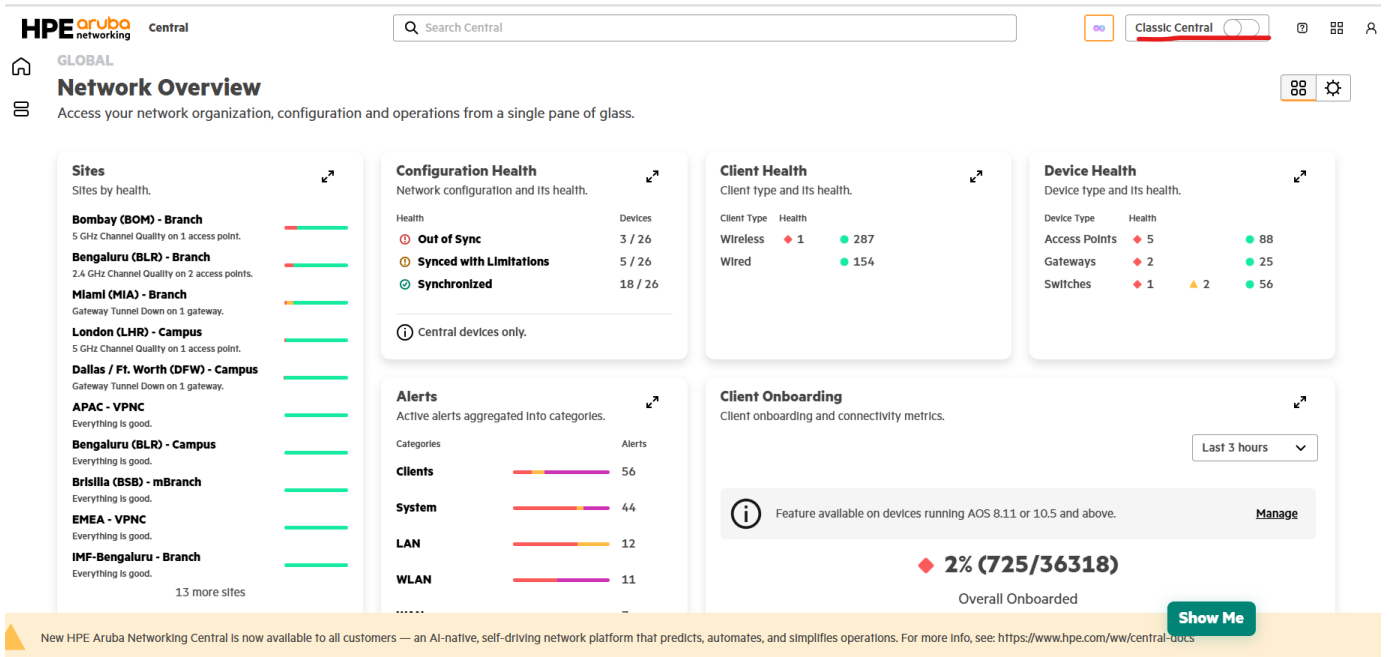 HPE aruba networking Central
Search Central
Classic Central
GLOBAL
Network Overview
Access your network organization, configuration and operations from a single pane of glass.
Sites
Sites by health.
Bombay (BOM) - Branch
5 GHz Channel Quality on 1 access point.
Bengaluru (BLR) - Branch
2.4 GHz Channel Quality on 2 access points.
Miami (MIA) - Branch
Gateway Tunnel Down on 1 gateway.
London (LHR) - Campus
5 GHz Channel Quality on 1 access point.
Dallas / Ft. Worth (DFW) - Campus
Gateway Tunnel Down on 1 gateway.
APAC - VPNC
Everything is good.
Bengaluru (BLR) - Campus
Everything is good.
Brisilia (BSB) - mBranch
Everything is good.
EMEA - VPNC
Everything is good.
IMF-Bengaluru - Branch
Everything is good.
13 more sites
Configuration Health
Network configuration and its health.
Health Devices
Out of Sync 3 / 26
Synced with Limitations 5 / 26
Synchronized 18 / 26
Central devices only.
Client Health
Client type and its health.
Client Type Health
Wireless 1 287
Wired 154
Device Health
Device type and its health.
Device Type Health
Access Points 5 88
Gateways 2 25
Switches 1 2 56
Alerts
Active alerts aggregated into categories.
Categories Alerts
Clients 56
System 44
LAN 12
WLAN 11
Client Onboarding
Client onboarding and connectivity metrics.
Last 3 hours
Feature available on devices running AOS 8.11 or 10.5 and above. Manage
2% (725/36318)
Overall Onboarded
Show Me
New HPE Aruba Networking Central is now available to all customers — an AI-native, self-driving network platform that predicts, automates, and simplifies operations. For more info, see: https://www.hpe.com/ww/central-docs